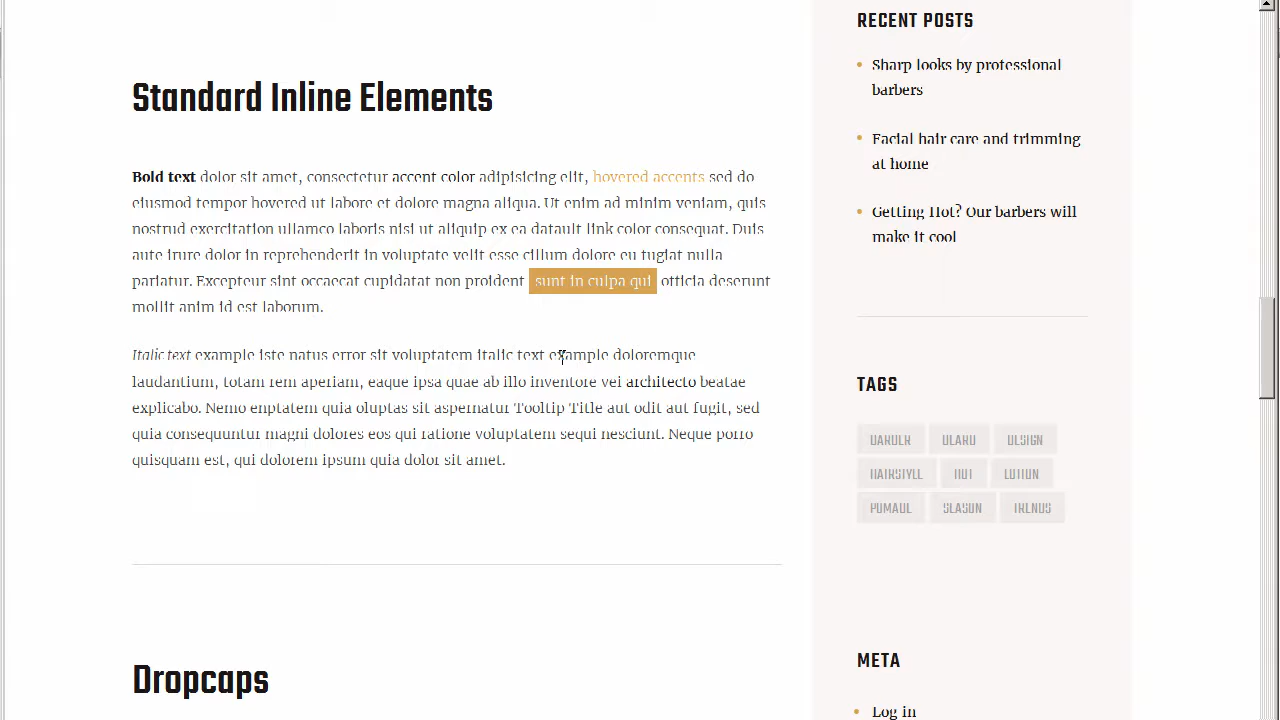 Standard Inline Elements
Bold text dolor sit amet, consectetur accent color adipisicing elit, hovered accents sed do
eiusmod tempor hovered ut labore et dolore magna aliqua. Ut enim ad minim veniam, quis
nostrud exercitation ullamco laboris nisi ut aliquip ex ea datault link color consequat. Duis
aute irure dolor in reprehenderit in voluptate velit esse cillum dolore eu tugiat nulla
pariatur. Excepteur sint occaecat cupidatat non proident sunt in culpa qui officia deserunt
mollit anim id est laborum.
Italic text example iste natus error sit voluptatem italic text example doloremque
laudantium, totam rem aperiam, eaque ipsa quae ab illo inventore vei architecto beatae
explicabo. Nemo enptatem quia oluptas sit aspernatur Tooltip Title aut odit aut fugit, sed
quia consequuntur magni dolores eos qui ratione voluptatem sequi nesciunt. Neque porro
quisquam est, qui dolorem ipsum quia dolor sit amet.
Dropcaps
RECENT POSTS
Sharp looks by professional
barbers
Facial hair care and trimming
at home
Getting Hot? Our barbers will
make it cool
TAGS
BARBER BEARD DESIGN
HAIRSTYLE HOT LOTION
POMADE SEASON TRENDS
META
Log in